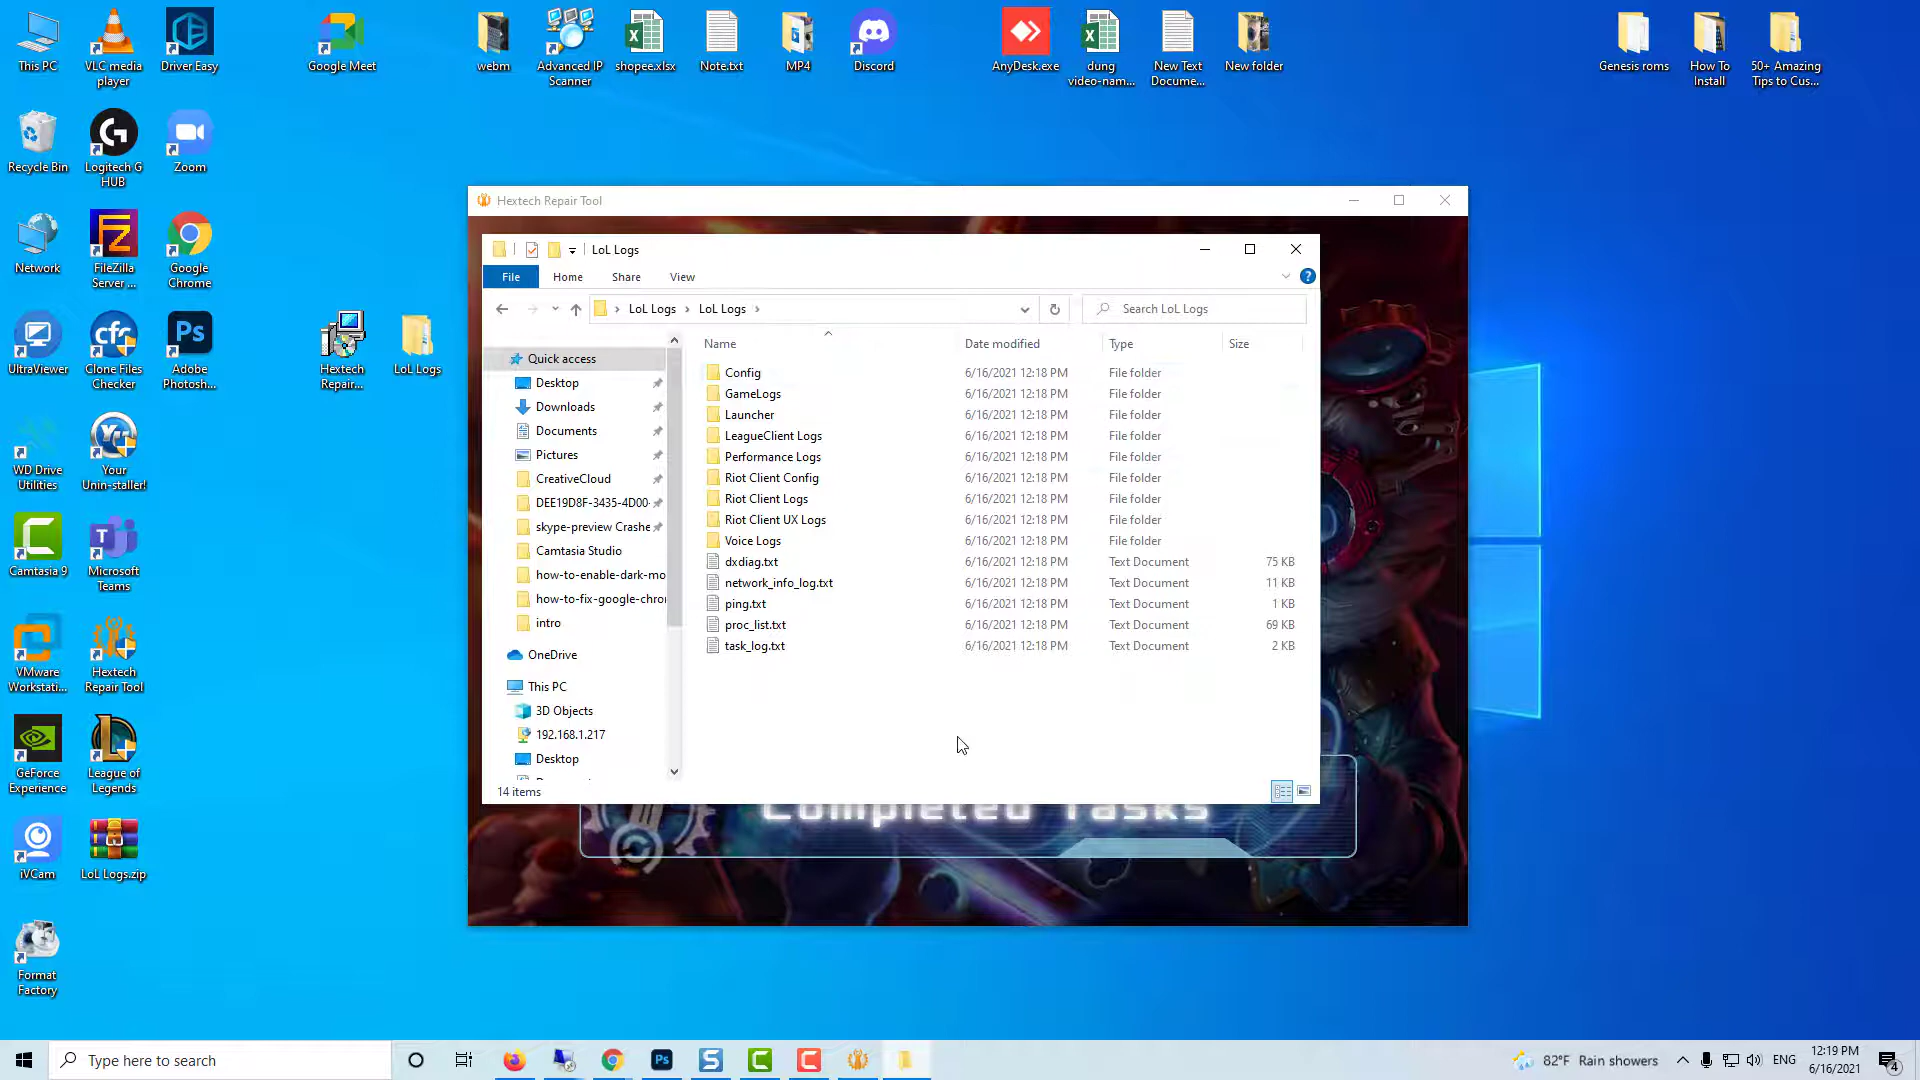 This PC
VLC media
player
Driver Easy
Google Meet
webm
Advanced IP
Scanner
shopee.xlsx
Note.txt
MP4
Discord
AnyDesk.exe
dung
video-nam...
New Text
Docume...
New folder
Genesis roms
How To
Install
50+ Amazing
Tips to Cus...
Recycle Bin
Logitech G
HUB
Zoom
Network
FileZilla
Server ...
Google
Chrome
UltraViewer
Clone Files
Checker
Adobe
Photosh...
Hextech
Repair...
LoL Logs
WD Drive
Utilities
Your
Unin-staller!
Camtasia 9
Microsoft
Teams
VMware
Workstati...
Hextech
Repair Tool
GeForce
Experience
League of
Legends
iVCam
LoL Logs.zip
Format
Factory
Hextech Repair Tool
LoL Logs
File
Home
Share
View
LoL Logs
LoL Logs
Search LoL Logs
Quick access
Desktop
Downloads
Documents
Pictures
CreativeCloud
DEE19D8F-3435-4D00-
skype-preview Crashe
Camtasia Studio
how-to-enable-dark-mo
how-to-fix-google-chror
intro
OneDrive
This PC
3D Objects
192.168.1.217
Desktop
Name Date modified Type Size
Config 6/16/2021 12:18 PM File folder
GameLogs 6/16/2021 12:18 PM File folder
Launcher 6/16/2021 12:18 PM File folder
LeagueClient Logs 6/16/2021 12:18 PM File folder
Performance Logs 6/16/2021 12:18 PM File folder
Riot Client Config 6/16/2021 12:18 PM File folder
Riot Client Logs 6/16/2021 12:18 PM File folder
Riot Client UX Logs 6/16/2021 12:18 PM File folder
Voice Logs 6/16/2021 12:18 PM File folder
dxdiag.txt 6/16/2021 12:18 PM Text Document 75 KB
network_info_log.txt 6/16/2021 12:18 PM Text Document 11 KB
ping.txt 6/16/2021 12:18 PM Text Document 1 KB
proc_list.txt 6/16/2021 12:18 PM Text Document 69 KB
task_log.txt 6/16/2021 12:18 PM Text Document 2 KB
14 items
Completed Tasks
Type here to search
82°F Rain showers
ENG
12:19 PM
6/16/2021
4